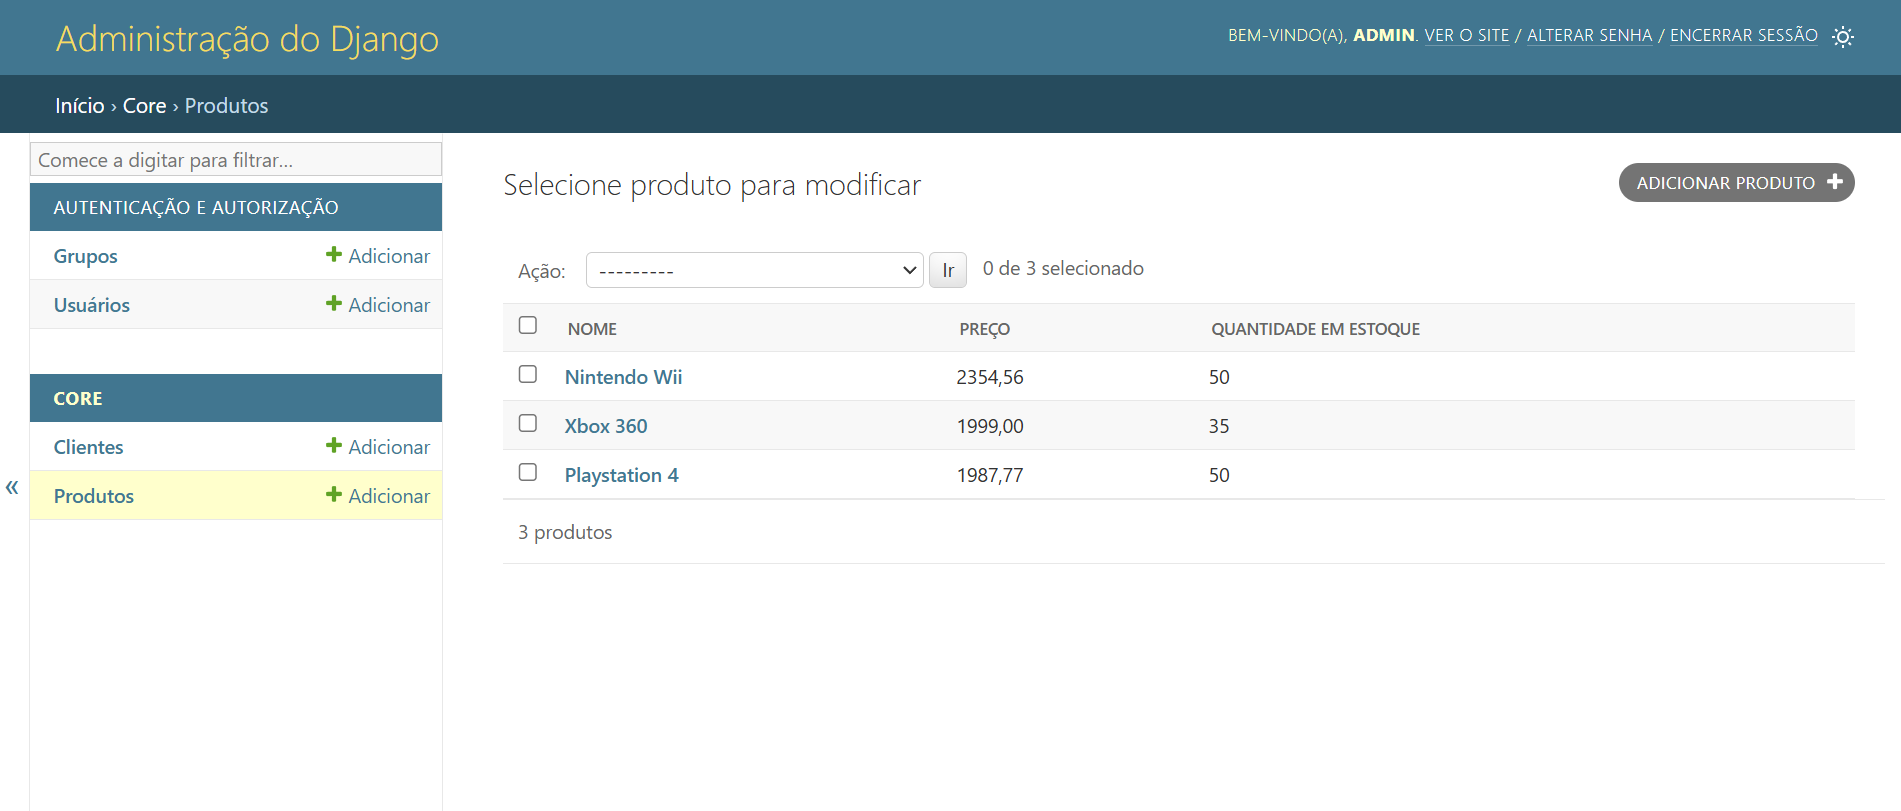 Administração do Django
BEM-VINDO(A), ADMIN. VER O SITE / ALTERAR SENHA / ENCERRAR SESSÃO
Início › Core › Produtos
Comece a digitar para filtrar...
AUTENTICAÇÃO E AUTORIZAÇÃO
Grupos Adicionar
Usuários Adicionar
CORE
Clientes Adicionar
Produtos Adicionar
«
Selecione produto para modificar
ADICIONAR PRODUTO
Ação: --------- Ir 0 de 3 selecionado
NOME PREÇO QUANTIDADE EM ESTOQUE
Nintendo Wii 2354,56 50
Xbox 360 1999,00 35
Playstation 4 1987,77 50
3 produtos